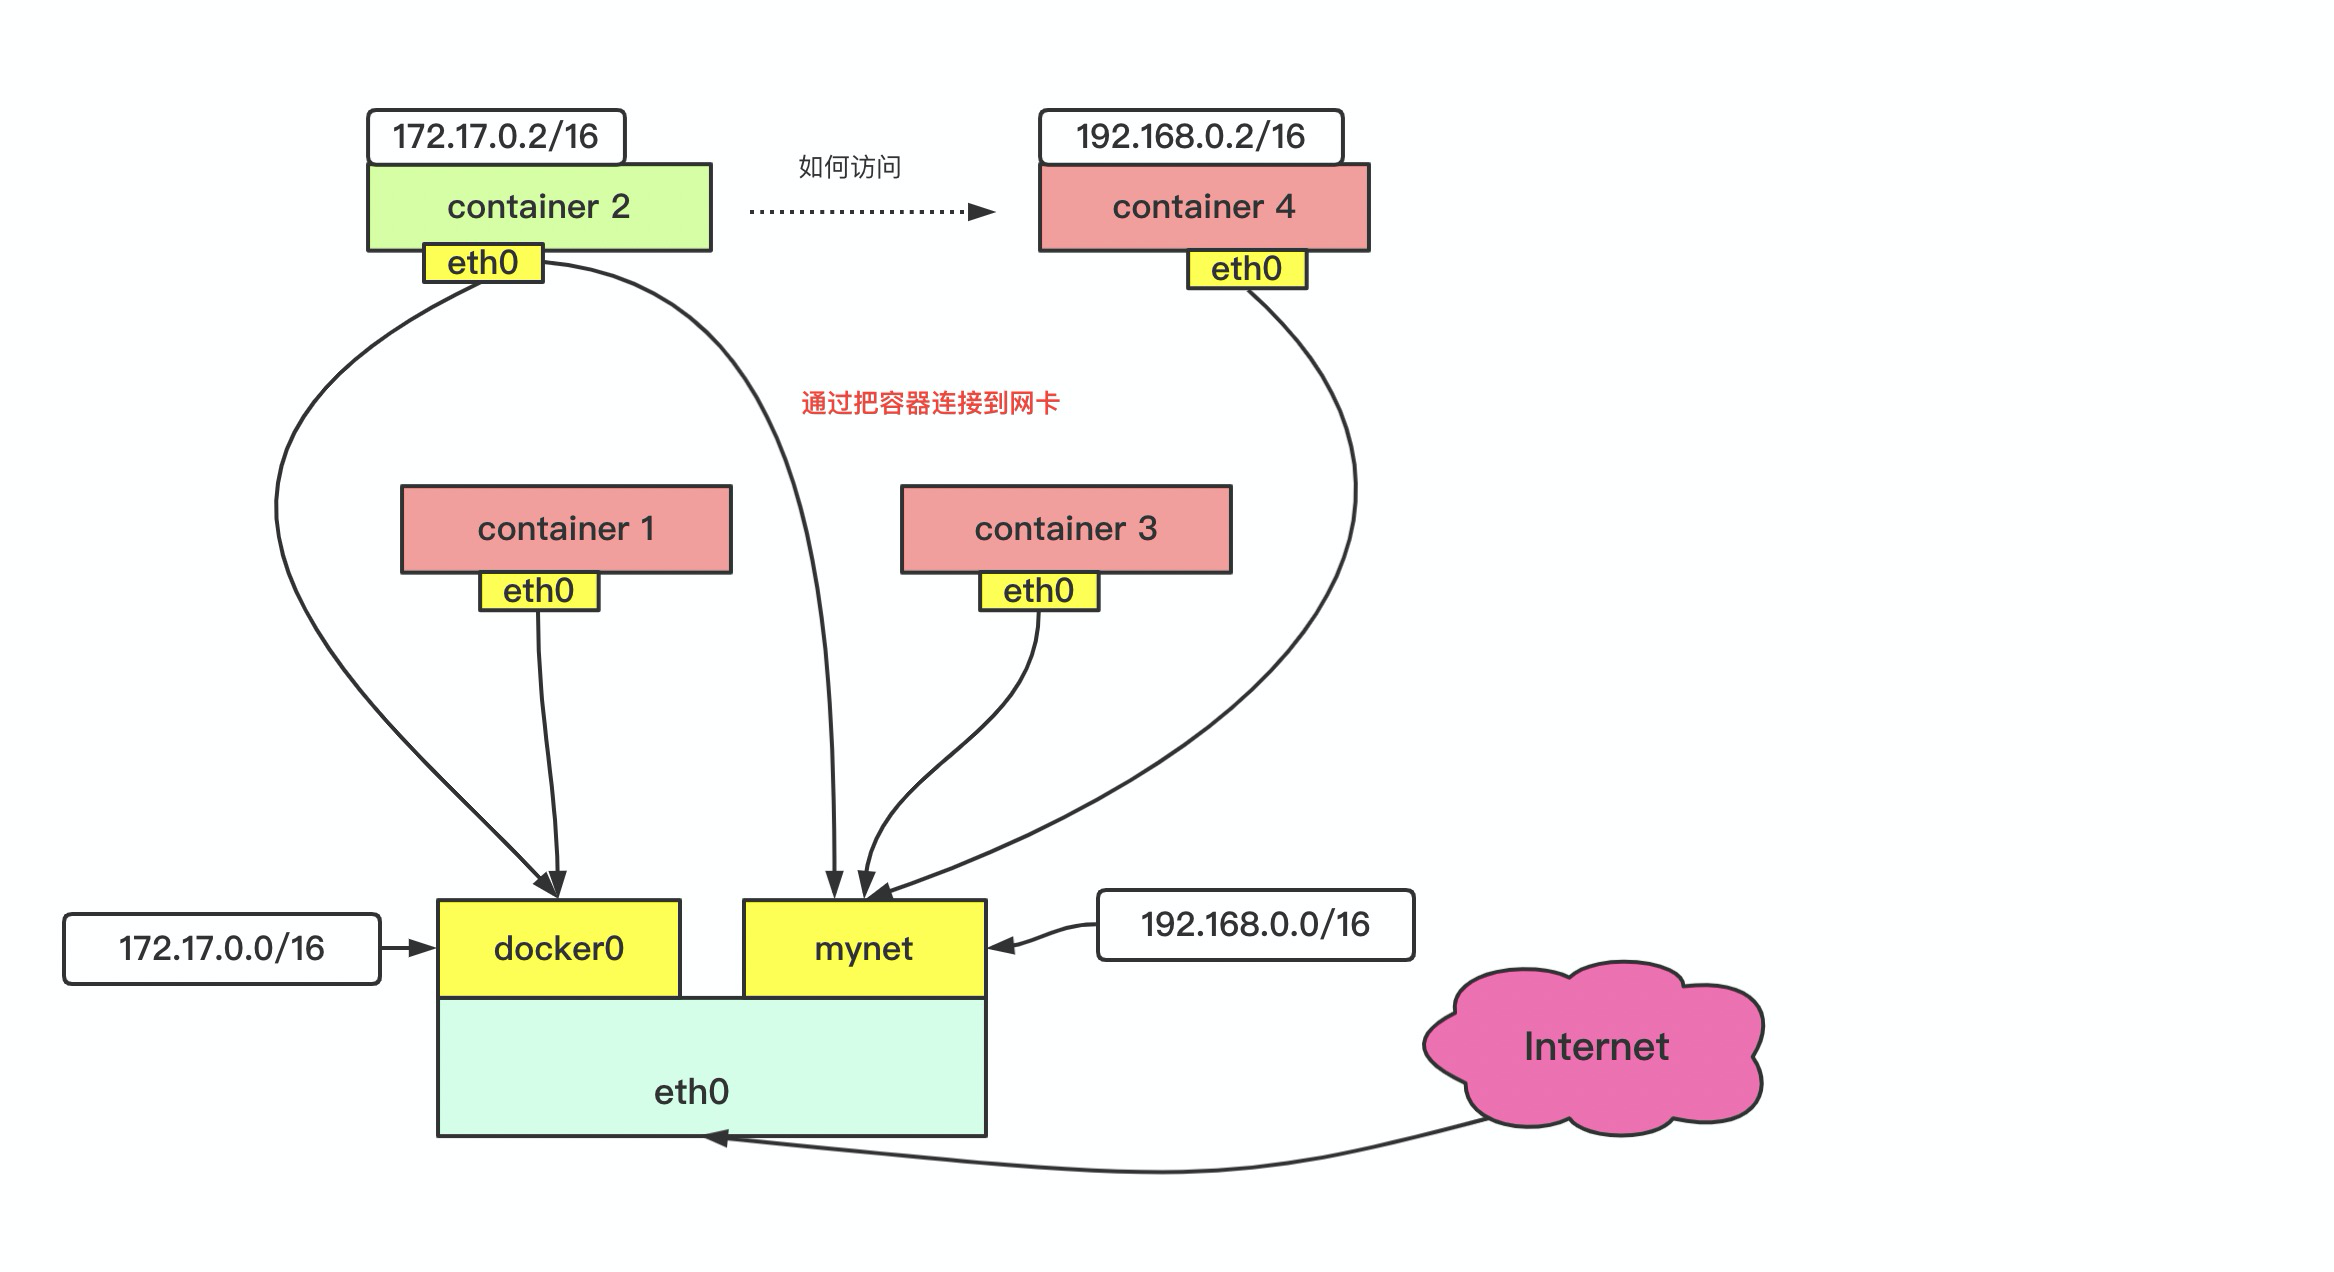 172.17.0.2/16
192.168.0.2/16
如何访问
container 2
container 4
eth0
eth0
通过把容器连接到网卡
container 1
container 3
eth0
eth0
172.17.0.0/16
docker0
mynet
192.168.0.0/16
Internet
eth0